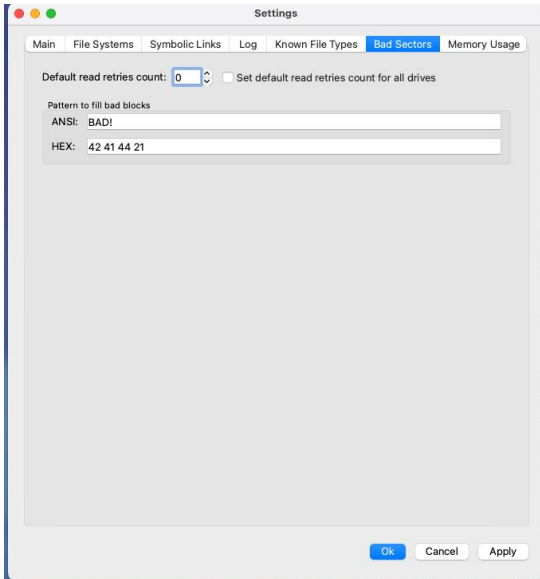 Settings
Main File Systems Symbolic Links Log Known File Types Bad Sectors Memory Usage
Default read retries count: 0 Set default read retries count for all drives
Pattern to fill bad blocks
ANSI: BAD!
HEX: 42 41 44 21
Ok Cancel Apply